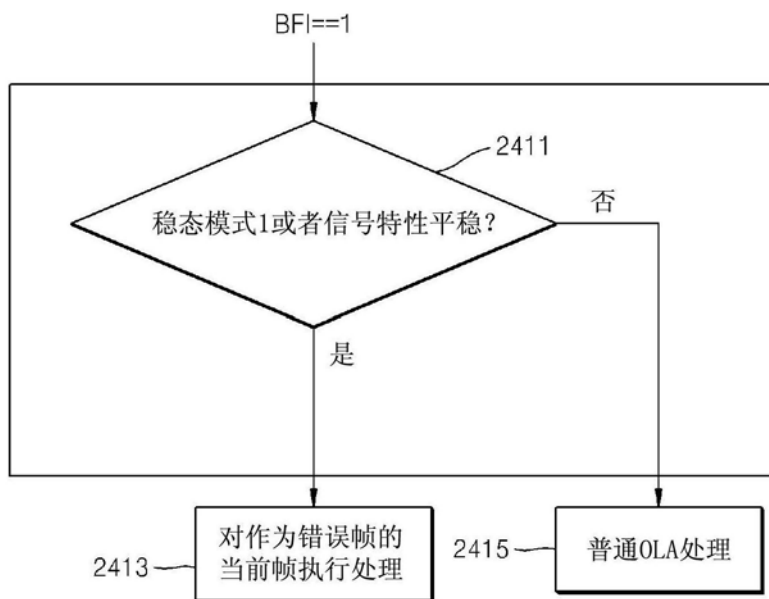 BFI==1
2411
稳态模式1或者信号特性平稳?
否
是
对作为错误帧的
当前帧执行处理
2413
普通OLA处理
2415